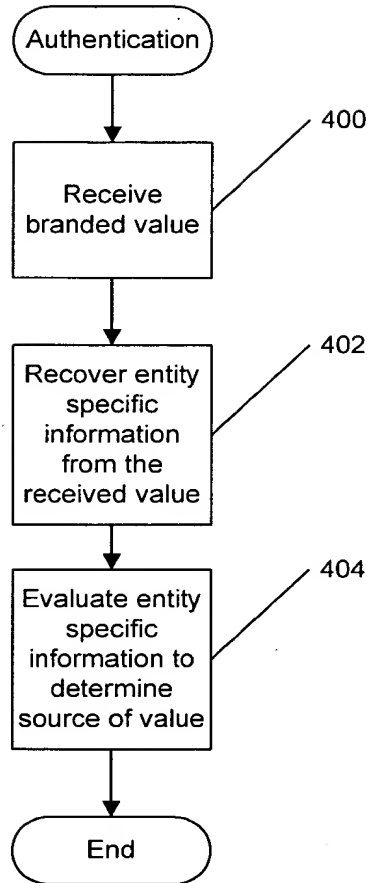 Authentication
400
Receive
branded value
402
Recover entity
specific
information
from the
received value
404
Evaluate entity
specific
information to
determine
source of value
End